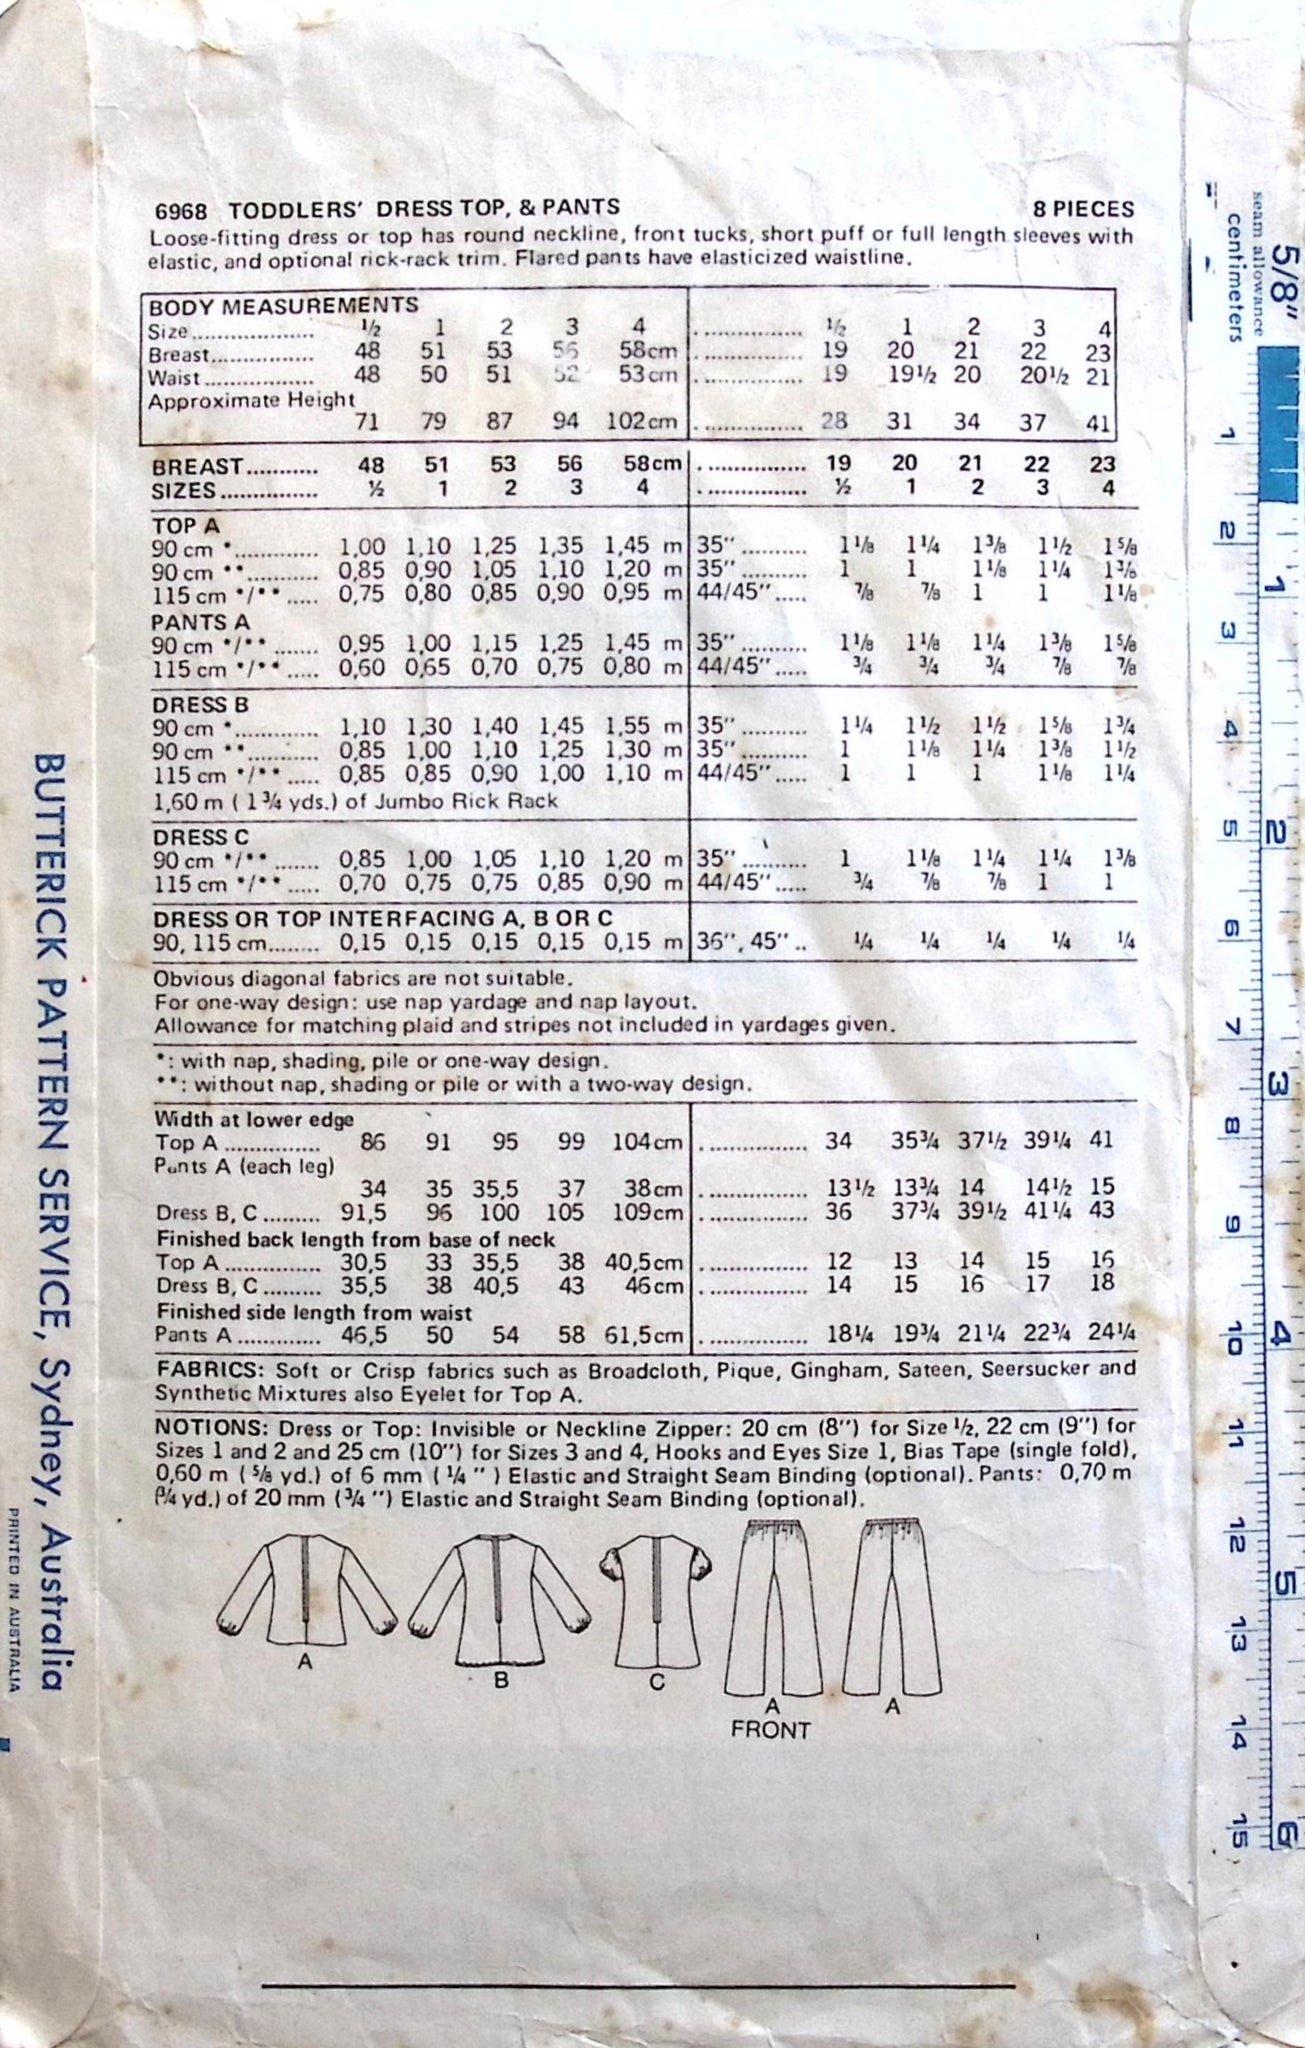 6968 TODDLERS' DRESS TOP, & PANTS 8 PIECES
Loose-fitting dress or top has round neckline, front tucks, short puff or full length sleeves with
elastic, and optional rick-rack trim. Flared pants have elasticized waistline.
BODY MEASUREMENTS
Size................... ½ 1 2 3 4 ................ ½ 1 2 3 4
Breast................ 48 51 53 56 58cm ................ 19 20 21 22 23
Waist................. 48 50 51 52 53cm ................ 19 19½ 20 20½ 21
Approximate Height
71 79 87 94 102cm ................ 28 31 34 37 41
BREAST........... 48 51 53 56 58cm ................ 19 20 21 22 23
SIZES............... ½ 1 2 3 4 ................ ½ 1 2 3 4
TOP A
90 cm *............. 1,00 1,10 1,25 1,35 1,45 m 35" .......... 1⅛ 1¼ 1⅜ 1½ 1⅝
90 cm **........... 0,85 0,90 1,05 1,10 1,20 m 35" .......... 1 1 1⅛ 1¼ 1⅜
115 cm */** ..... 0,75 0,80 0,85 0,90 0,95 m 44/45" ..... ⅞ ⅞ 1 1 1⅛
PANTS A
90 cm */** ....... 0,95 1,00 1,15 1,25 1,45 m 35" .......... 1⅛ 1⅛ 1¼ 1⅜ 1⅝
115 cm */** ..... 0,60 0,65 0,70 0,75 0,80 m 44/45" ..... ¾ ¾ ¾ ⅞ ⅞
DRESS B
90 cm *............. 1,10 1,30 1,40 1,45 1,55 m 35" .......... 1¼ 1½ 1½ 1⅝ 1¾
90 cm ** ........... 0,85 1,00 1,10 1,25 1,30 m 35" .......... 1 1⅛ 1¼ 1⅜ 1½
115 cm */** ..... 0,85 0,85 0,90 1,00 1,10 m 44/45" ..... 1 1 1 1⅛ 1¼
1,60 m ( 1¾ yds.) of Jumbo Rick Rack
DRESS C
90 cm */** ....... 0,85 1,00 1,05 1,10 1,20 m 35" .......... 1 1⅛ 1¼ 1¼ 1⅜
115 cm */** ..... 0,70 0,75 0,75 0,85 0,90 m 44/45" ..... ¾ ⅞ ⅞ 1 1
DRESS OR TOP INTERFACING A, B OR C
90, 115 cm........ 0,15 0,15 0,15 0,15 0,15 m 36", 45" .. ¼ ¼ ¼ ¼ ¼
Obvious diagonal fabrics are not suitable.
For one-way design: use nap yardage and nap layout.
Allowance for matching plaid and stripes not included in yardages given.
*: with nap, shading, pile or one-way design.
**: without nap, shading or pile or with a two-way design.
Width at lower edge
Top A ............... 86 91 95 99 104cm ................ 34 35¾ 37½ 39¼ 41
Pants A (each leg)
34 35 35,5 37 38cm ................ 13½ 13¾ 14 14½ 15
Dress B, C ......... 91,5 96 100 105 109cm ................ 36 37¾ 39½ 41¼ 43
Finished back length from base of neck
Top A ............... 30,5 33 35,5 38 40,5cm ................ 12 13 14 15 16
Dress B, C ......... 35,5 38 40,5 43 46cm ................ 14 15 16 17 18
Finished side length from waist
Pants A ............. 46,5 50 54 58 61,5cm ................ 18¼ 19¾ 21¼ 22¾ 24¼
FABRICS: Soft or Crisp fabrics such as Broadcloth, Pique, Gingham, Sateen, Seersucker and
Synthetic Mixtures also Eyelet for Top A.
NOTIONS: Dress or Top: Invisible or Neckline Zipper: 20 cm (8") for Size ½, 22 cm (9") for
Sizes 1 and 2 and 25 cm (10") for Sizes 3 and 4, Hooks and Eyes Size 1, Bias Tape (single fold),
0,60 m ( ⅝ yd.) of 6 mm ( ¼ " ) Elastic and Straight Seam Binding (optional). Pants: 0,70 m
(¾ yd.) of 20 mm (¾ ") Elastic and Straight Seam Binding (optional).
A B C A A
FRONT
BUTTERICK PATTERN SERVICE, Sydney, Australia
PRINTED IN AUSTRALIA
5/8"
seam allowance
centimeters
1 2 3 4 5 6 7 8 9 10 11 12 13 14 15
1 2 3 4 5 6